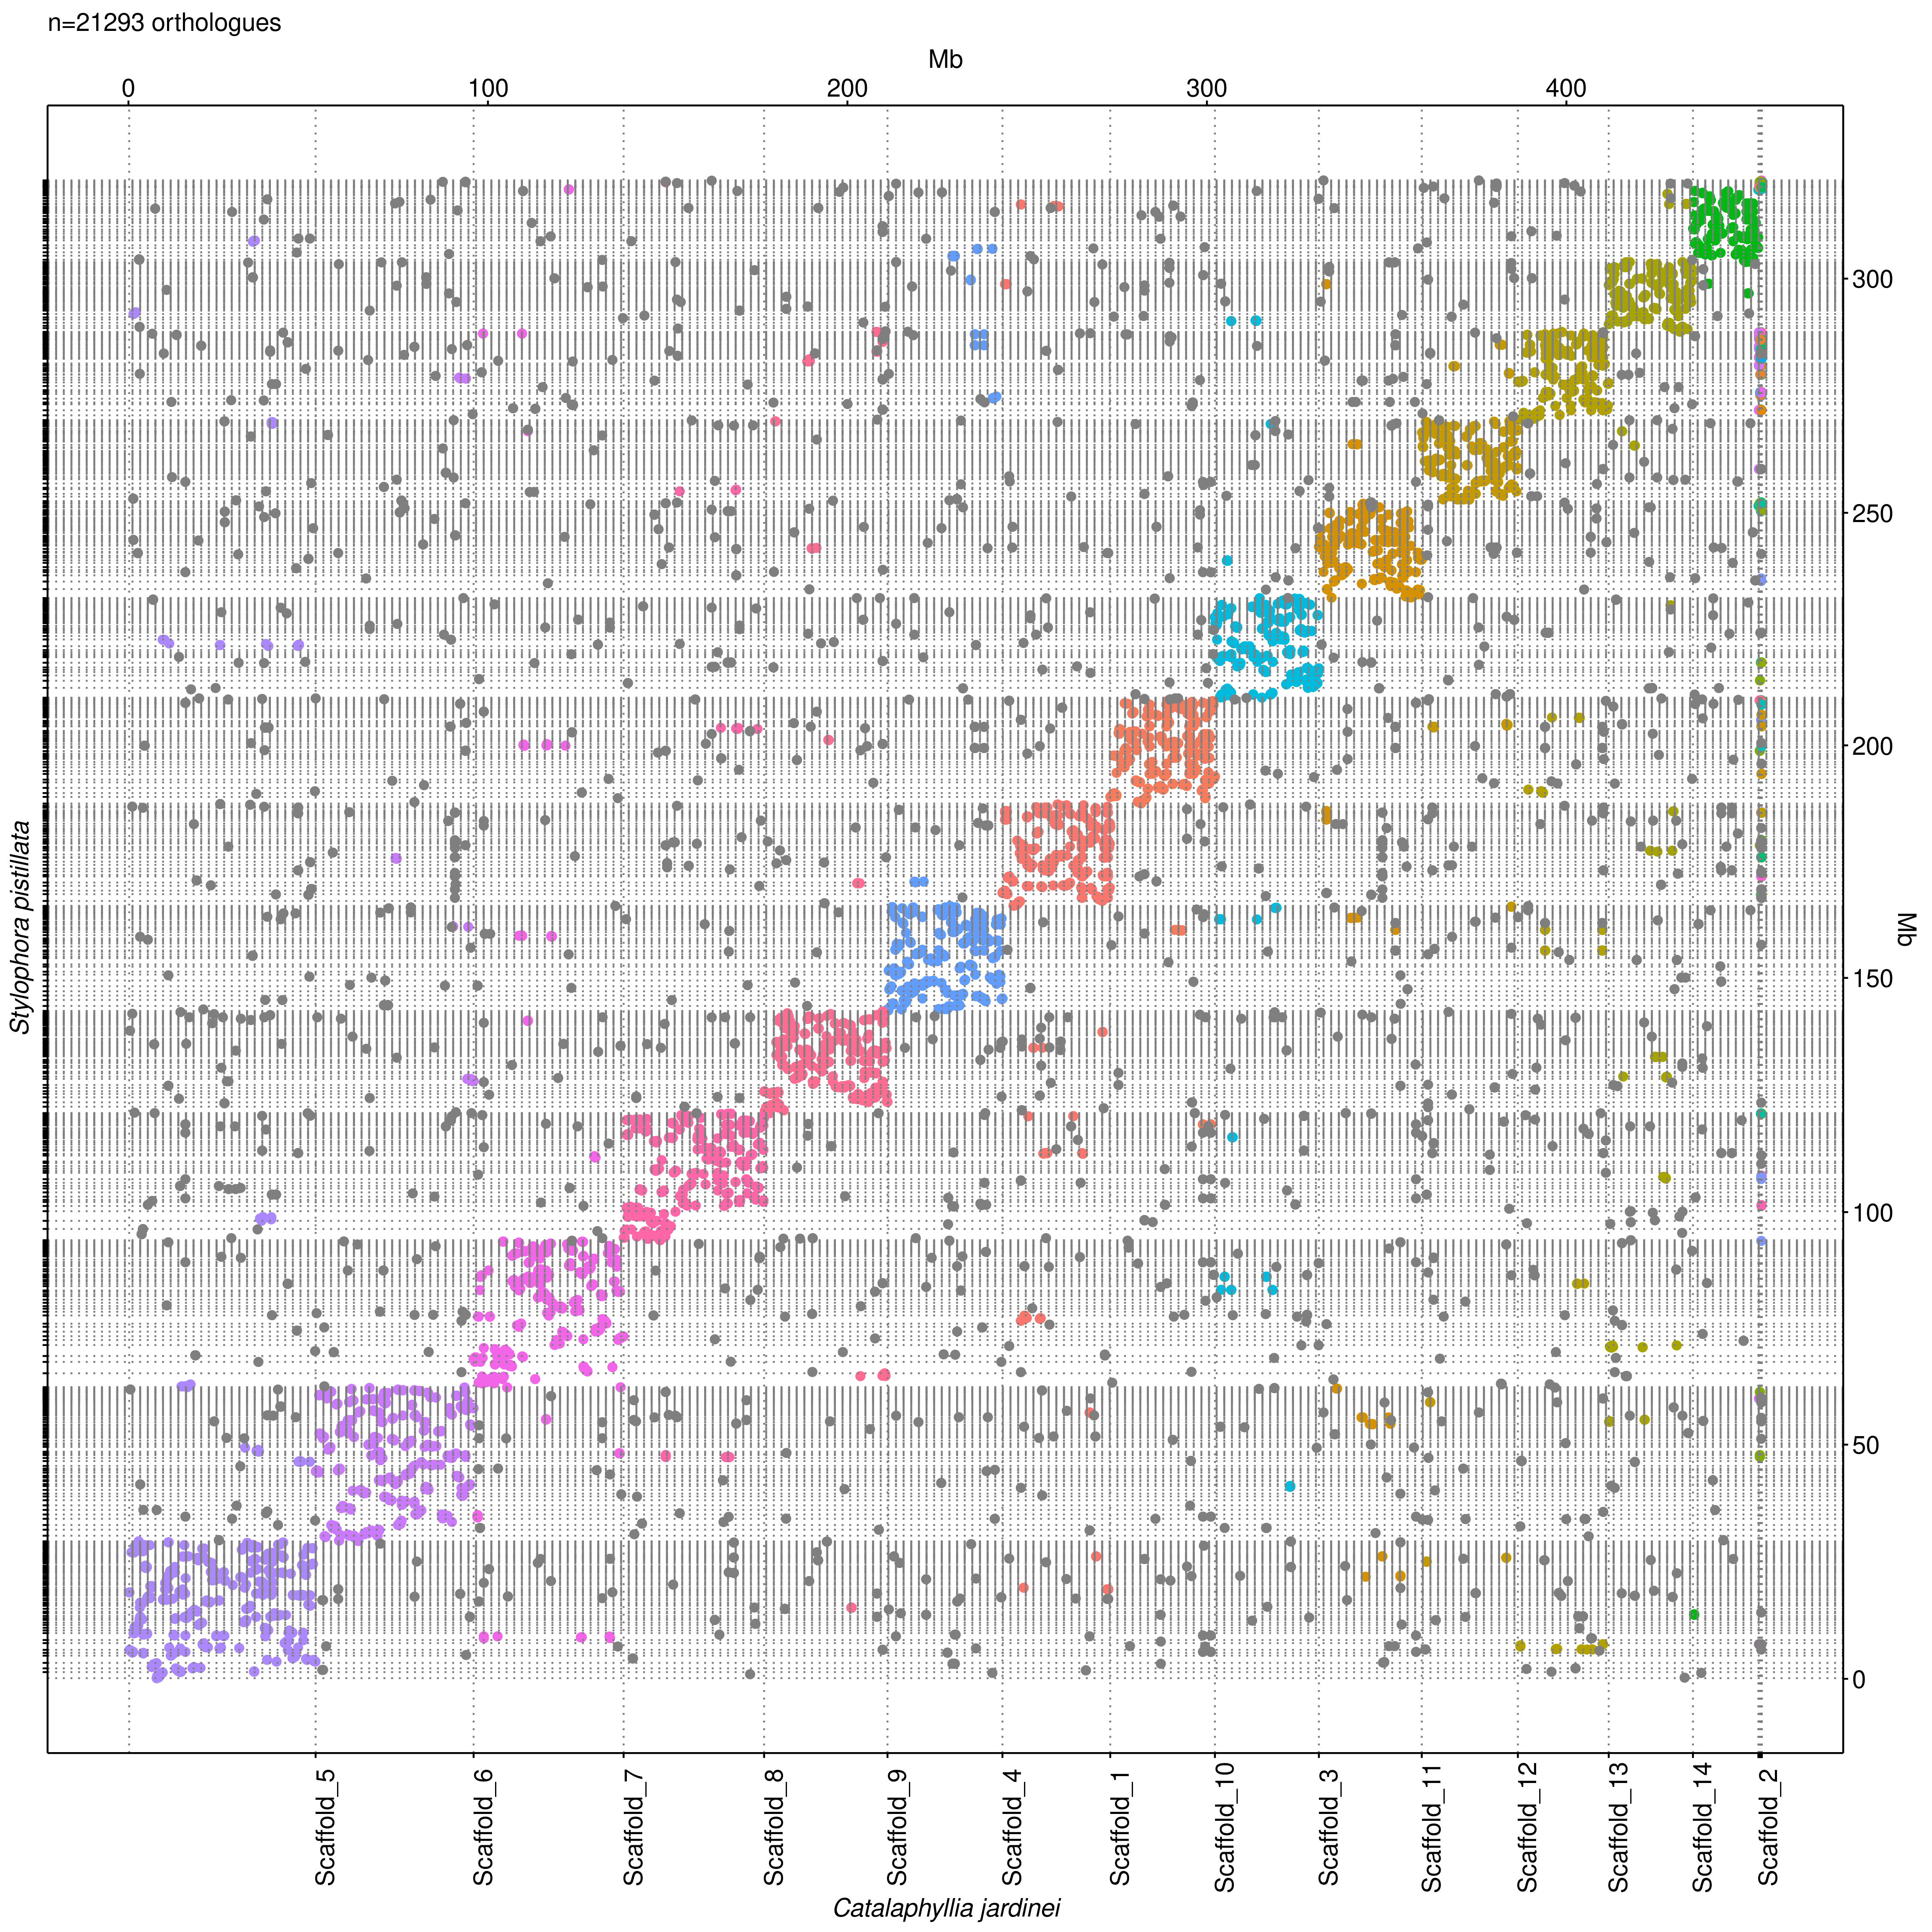 n=21293 orthologues
Mb
0 100 200 300 400
300
250
200
150
100
50
0
Mb
Stylophora pistillata
Scaffold_5
Scaffold_6
Scaffold_7
Scaffold_8
Scaffold_9
Scaffold_4
Scaffold_1
Scaffold_10
Scaffold_3
Scaffold_11
Scaffold_12
Scaffold_13
Scaffold_14
Scaffold_2
Catalaphyllia jardinei